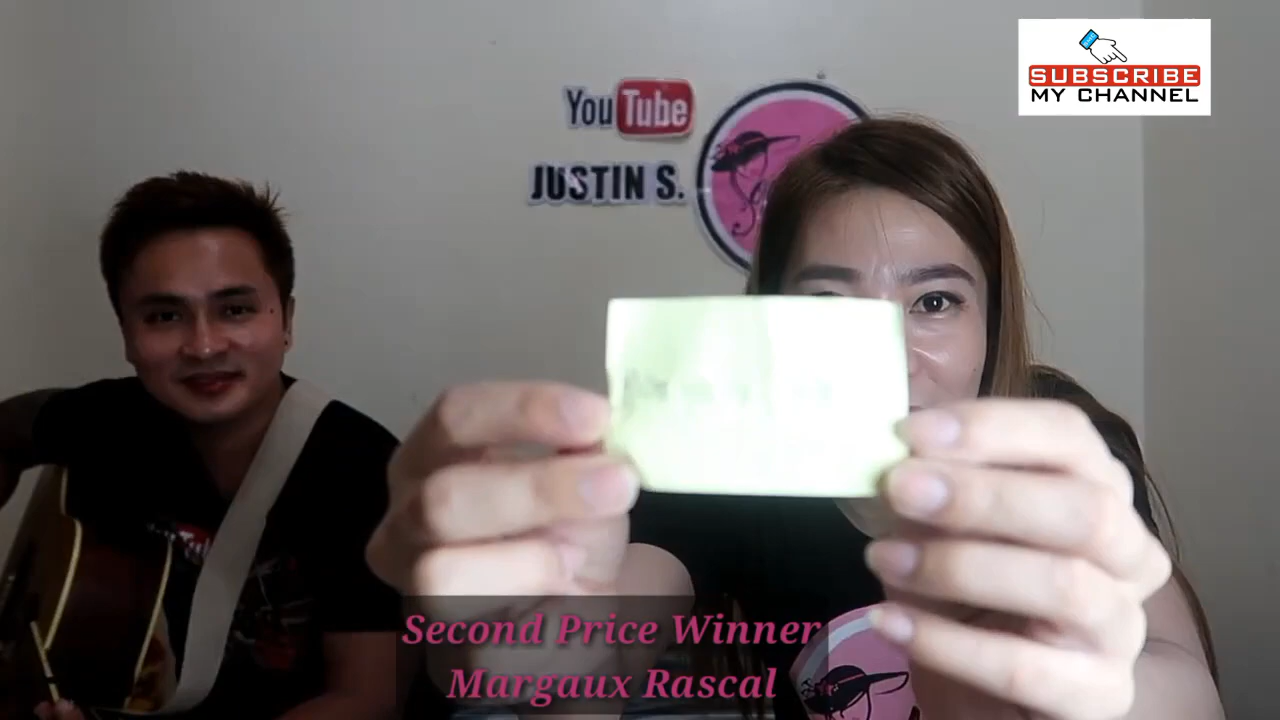 SUBSCRIBE
MY CHANNEL
YouTube
JUSTIN S.
Second Price Winner
Margaux Rascal